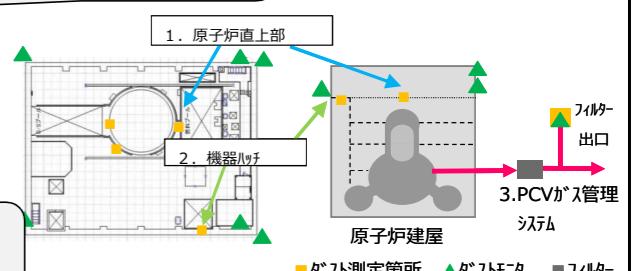 1．原子炉直上部
2．機器ﾊｯﾁ
ﾌｨﾙﾀｰ
出口
3.PCVｶﾞｽ管理
ｼｽﾃﾑ
原子炉建屋
ﾀﾞｽﾄ測定箇所
ﾀﾞｽﾄﾓﾆﾀ
ﾌｨﾙﾀｰ